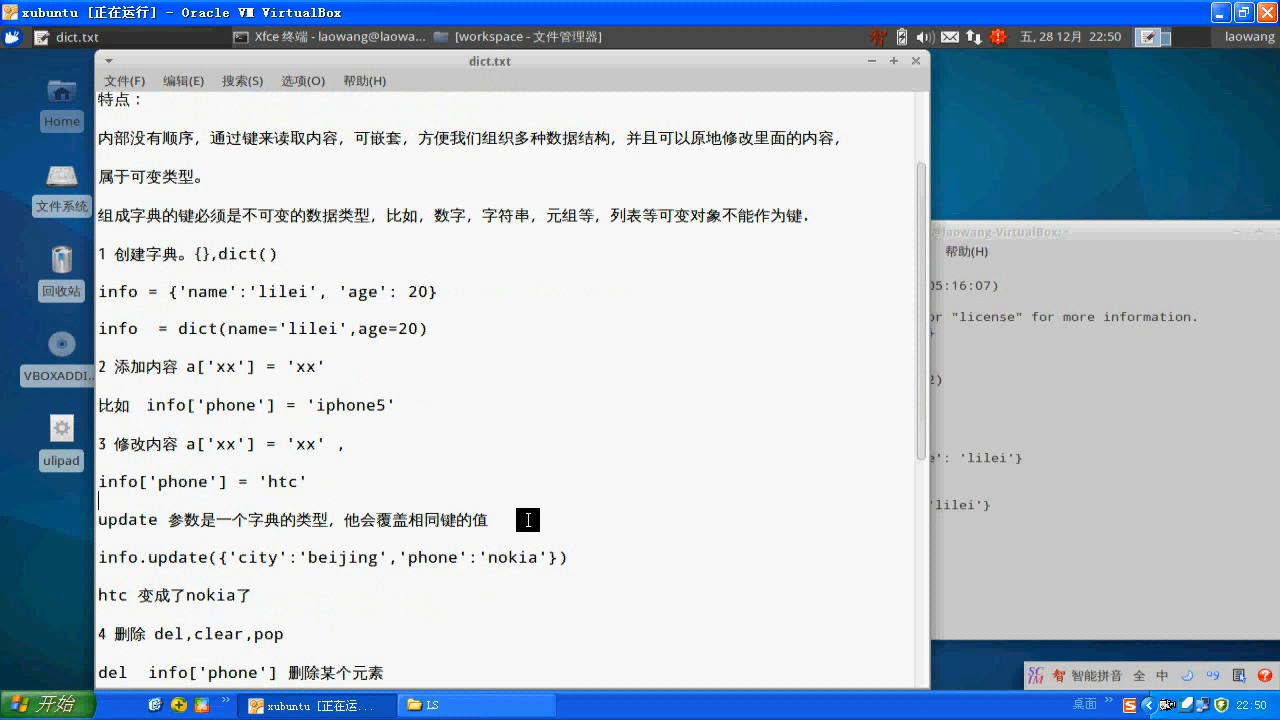 xubuntu [正在运行] - Oracle VM VirtualBox
dict.txt
Xfce 终端 - laowang@laowa...
[workspace - 文件管理器]
五, 28 12月 22:50
laowang
dict.txt
文件(F) 编辑(E) 搜索(S) 选项(O) 帮助(H)
特点：
内部没有顺序，通过键来读取内容，可嵌套，方便我们组织多种数据结构，并且可以原地修改里面的内容，
属于可变类型。
组成字典的键必须是不可变的数据类型，比如，数字，字符串，元组等，列表等可变对象不能作为键.
1 创建字典。{},dict()
info = {'name':'lilei', 'age': 20}
info  = dict(name='lilei',age=20)
2 添加内容 a['xx'] = 'xx'
比如  info['phone'] = 'iphone5'
3 修改内容 a['xx'] = 'xx' ,
info['phone'] = 'htc'
update 参数是一个字典的类型，他会覆盖相同键的值
info.update({'city':'beijing','phone':'nokia'})
htc 变成了nokia了
4 删除 del,clear,pop
del  info['phone'] 删除某个元素
Home
文件系统
回收站
VBOXADDI...
ulipad
@laowang-VirtualBox:~
帮助(H)
05:16:07)
or "license" for more information.
2)
e': 'lilei'}
'lilei'}
SCIM 智 智能拼音 全 中
开始
xubuntu [正在运...
LS
桌面
22:50